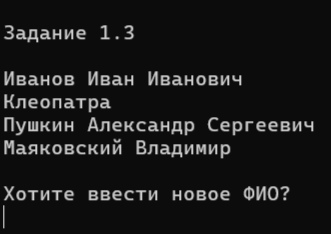 Задание 1.3
Иванов Иван Иванович
Клеопатра
Пушкин Александр Сергеевич
Маяковский Владимир
Хотите ввести новое ФИО?